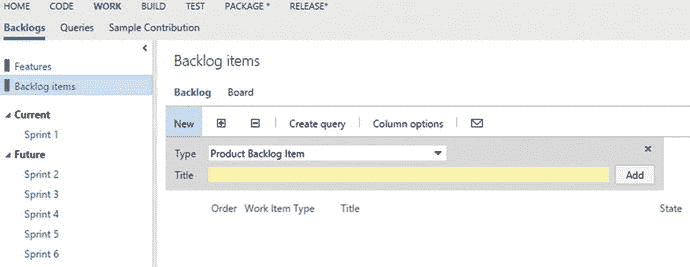 HOME CODE WORK BUILD TEST PACKAGE * RELEASE*
Backlogs Queries Sample Contribution
Features
Backlog items
Current
Sprint 1
Future
Sprint 2
Sprint 3
Sprint 4
Sprint 5
Sprint 6
Backlog items
Backlog Board
New Create query Column options
Type Product Backlog Item
Title Add
Order Work Item Type Title State